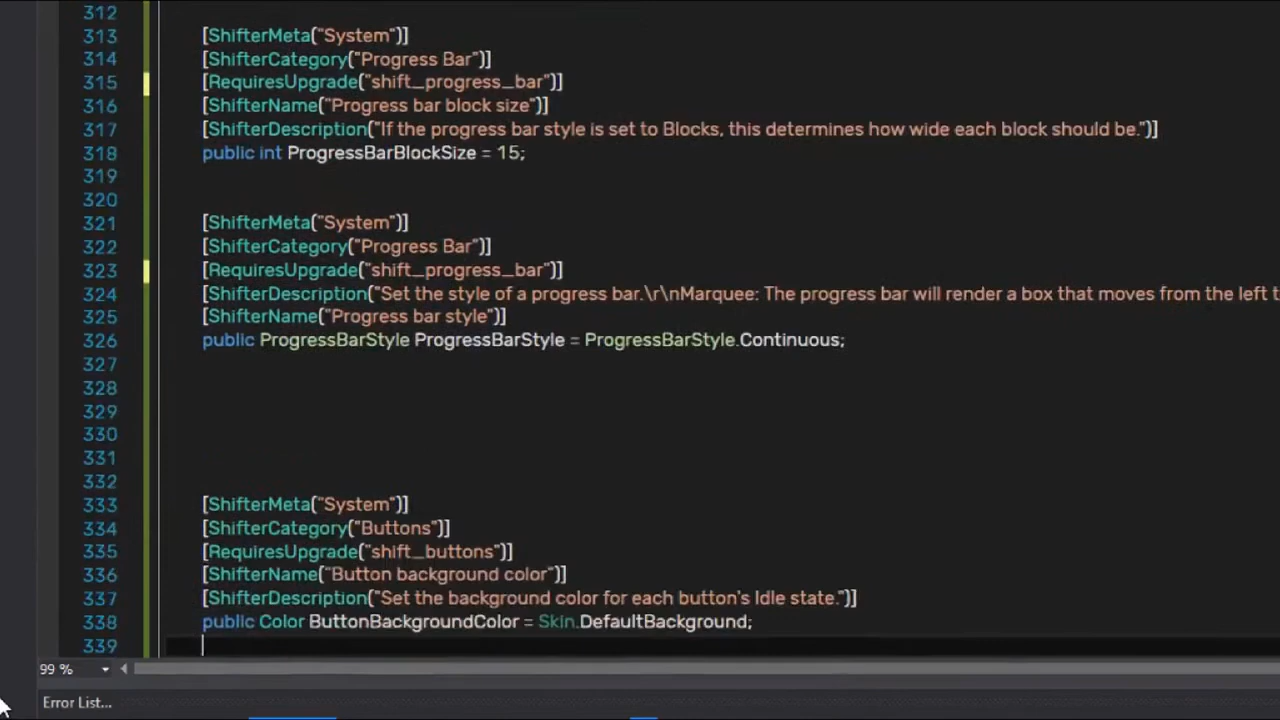 312
313 [ShifterMeta("System")]
314 [ShifterCategory("Progress Bar")]
315 [RequiresUpgrade("shift_progress_bar")]
316 [ShifterName("Progress bar block size")]
317 [ShifterDescription("If the progress bar style is set to Blocks, this determines how wide each block should be.")]
318 public int ProgressBarBlockSize = 15;
319
320
321 [ShifterMeta("System")]
322 [ShifterCategory("Progress Bar")]
323 [RequiresUpgrade("shift_progress_bar")]
324 [ShifterDescription("Set the style of a progress bar.\r\nMarquee: The progress bar will render a box that moves from the left t
325 [ShifterName("Progress bar style")]
326 public ProgressBarStyle ProgressBarStyle = ProgressBarStyle.Continuous;
327
328
329
330
331
332
333 [ShifterMeta("System")]
334 [ShifterCategory("Buttons")]
335 [RequiresUpgrade("shift_buttons")]
336 [ShifterName("Button background color")]
337 [ShifterDescription("Set the background color for each button's Idle state.")]
338 public Color ButtonBackgroundColor = Skin.DefaultBackground;
339
99 %
Error List...